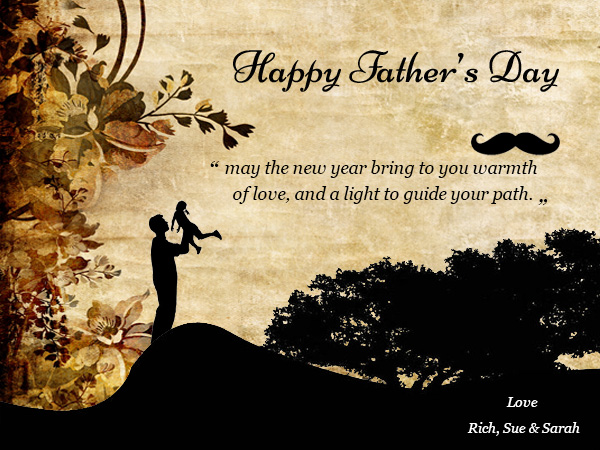 Happy Father's Day
“ may the new year bring to you warmth
of love, and a light to guide your path. „
Love
Rich, Sue & Sarah